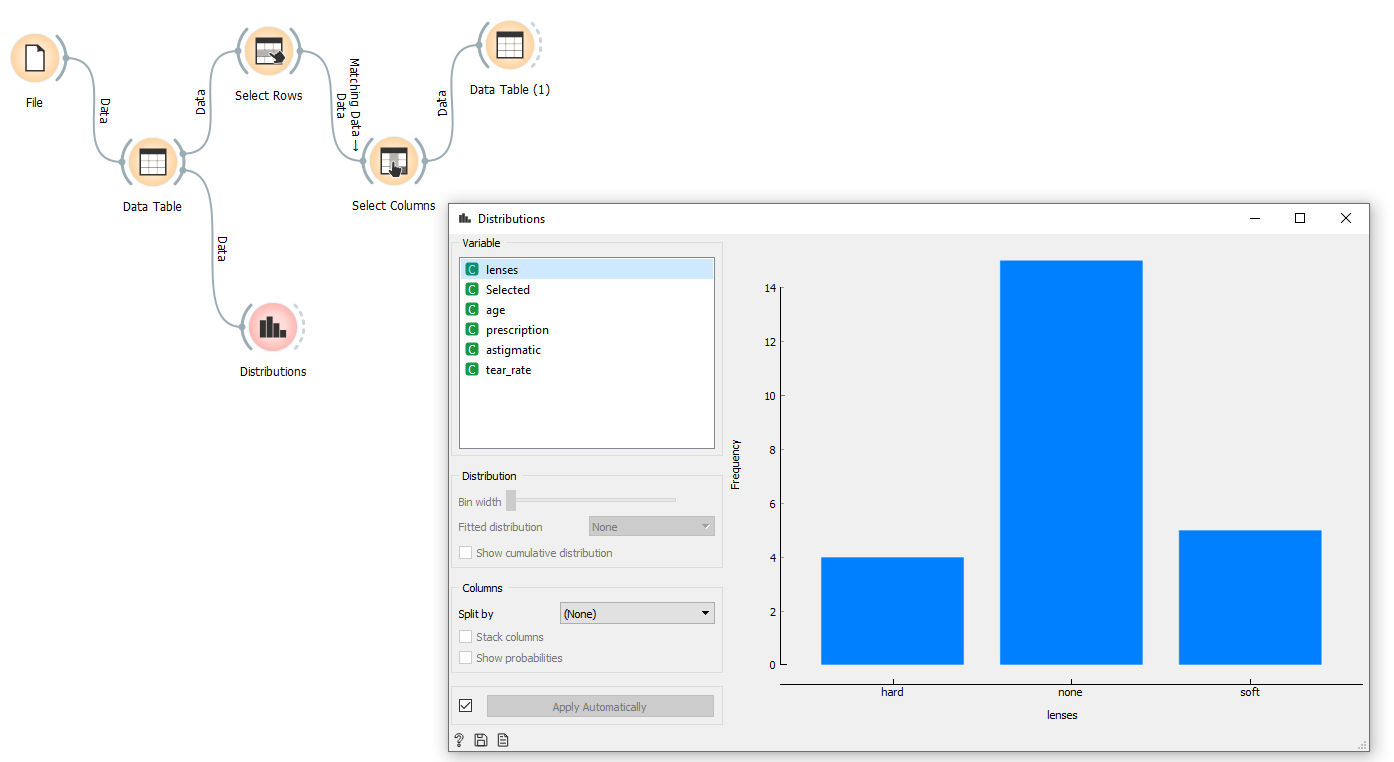 File
Data
Data Table
Data
Select Rows
Matching Data →
Data
Select Columns
Data
Data Table (1)
Data
Distributions
Distributions
Variable
C lenses
C Selected
C age
C prescription
C astigmatic
C tear_rate
Distribution
Bin width
Fitted distribution None
Show cumulative distribution
Columns
Split by (None)
Stack columns
Show probabilities
Apply Automatically
?
Frequency
14
12
10
8
6
4
2
0
hard none soft
lenses